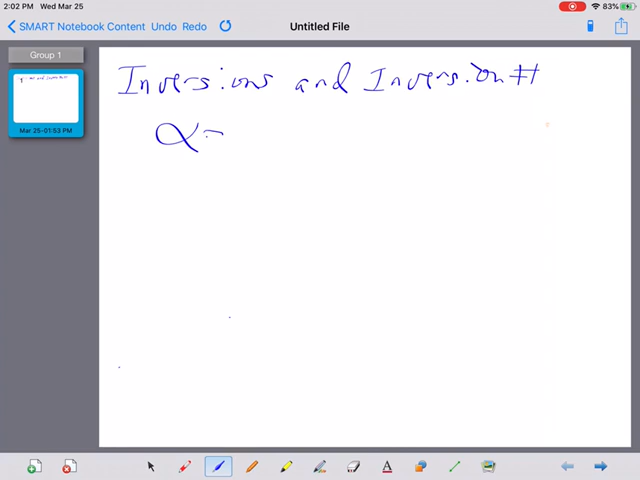 2:02 PM Wed Mar 25
83%
SMART Notebook Content Undo Redo
Untitled File
Group 1
Mar 25-01:53 PM
Inversions and Inversion #
α=
A